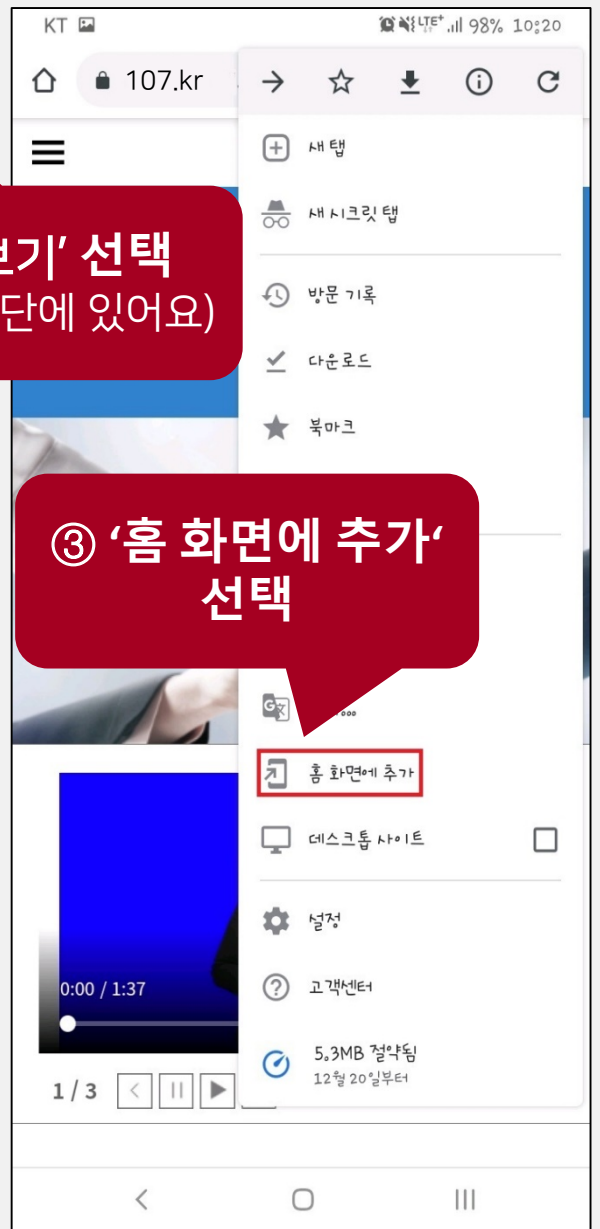 KT LTE+ 98% 10:20
107.kr
새 탭
보기’ 선택
단에 있어요)
새 시크릿 탭
방문 기록
다운로드
북마크
③ ‘홈 화면에 추가‘
선택
홈 화면에 추가
데스크톱 사이트
설정
0:00 / 1:37
고객센터
5.3MB 절약됨
12월 20일부터
1 / 3